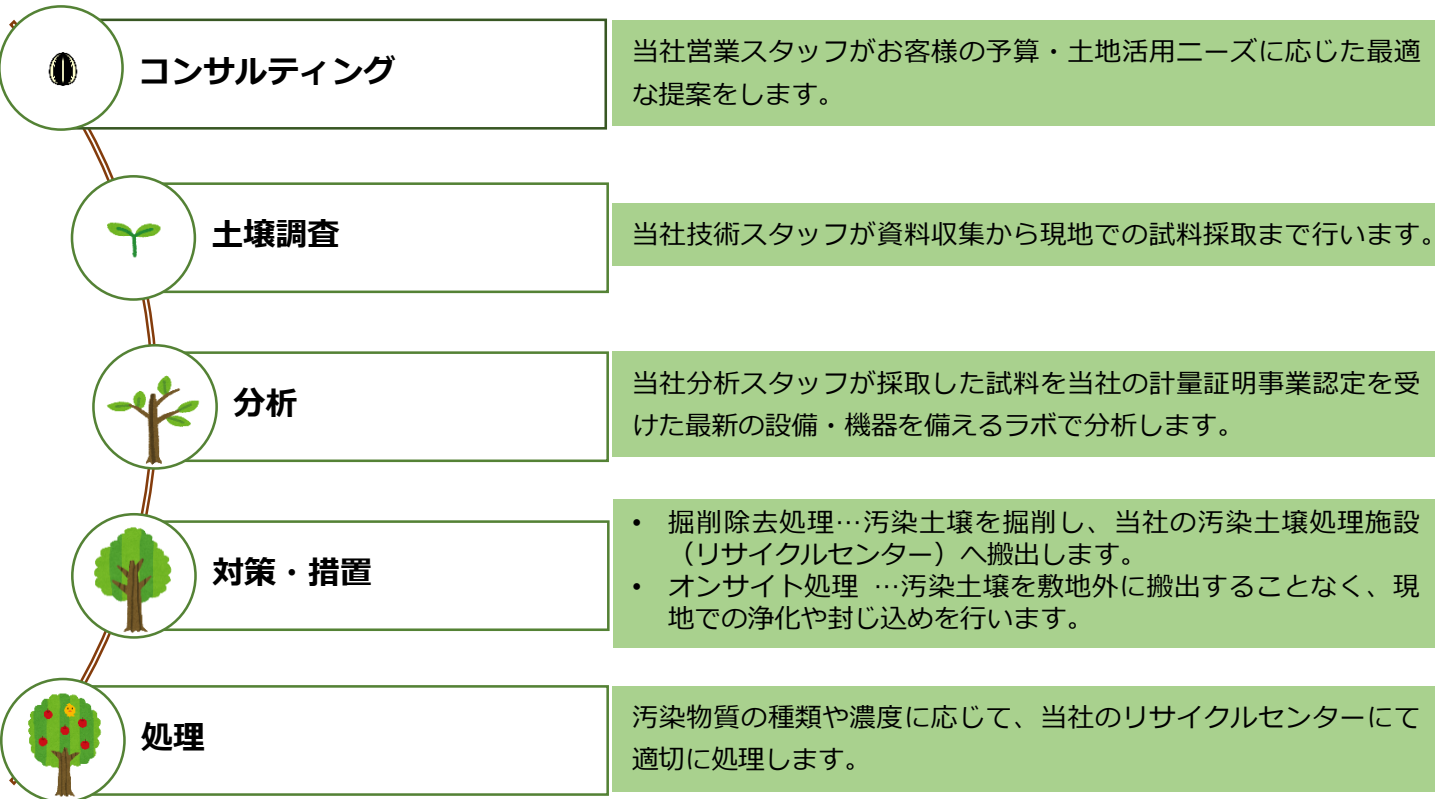 コンサルティング
当社営業スタッフがお客様の予算・土地活用ニーズに応じた最適
な提案をします。
土壌調査
当社技術スタッフが資料収集から現地での試料採取まで行います。
分析
当社分析スタッフが採取した試料を当社の計量証明事業認定を受
けた最新の設備・機器を備えるラボで分析します。
対策・措置
• 掘削除去処理…汚染土壌を掘削し、当社の汚染土壌処理施設
（リサイクルセンター）へ搬出します。
• オンサイト処理 …汚染土壌を敷地外に搬出することなく、現
地での浄化や封じ込めを行います。
処理
汚染物質の種類や濃度に応じて、当社のリサイクルセンターにて
適切に処理します。